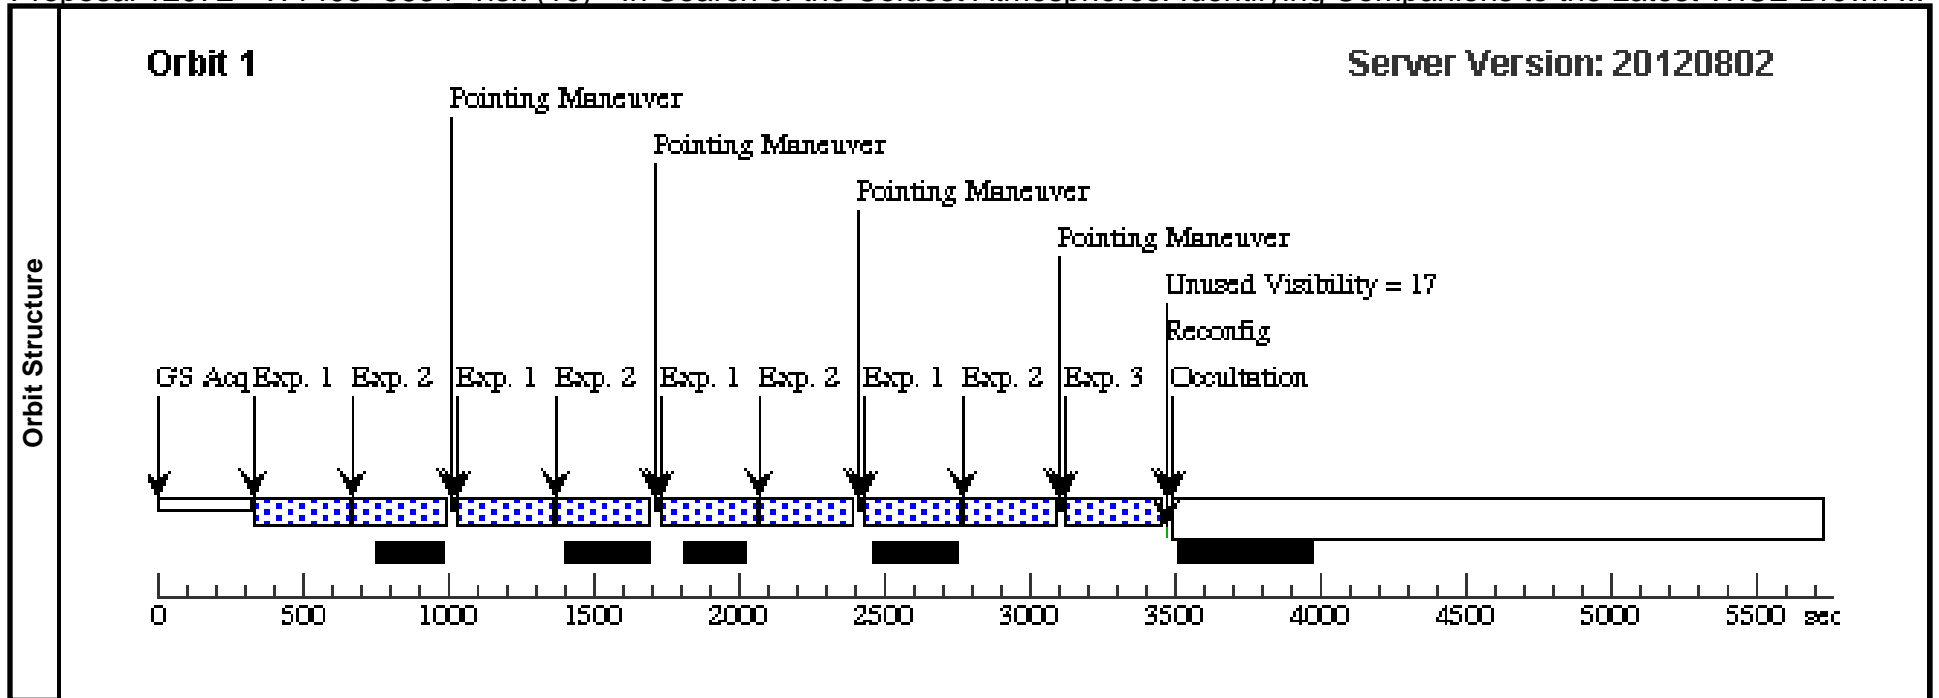 Orbit 1
Server Version: 20120802
Pointing Maneuver
Pointing Maneuver
Pointing Maneuver
Pointing Maneuver
Unused Visibility = 17
Reconfig
GS Acq Exp. 1 Exp. 2 Exp. 1 Exp. 2 Exp. 1 Exp. 2 Exp. 1 Exp. 2 Exp. 3 Occultation
Orbit Structure
0 500 1000 1500 2000 2500 3000 3500 4000 4500 5000 5500 sec